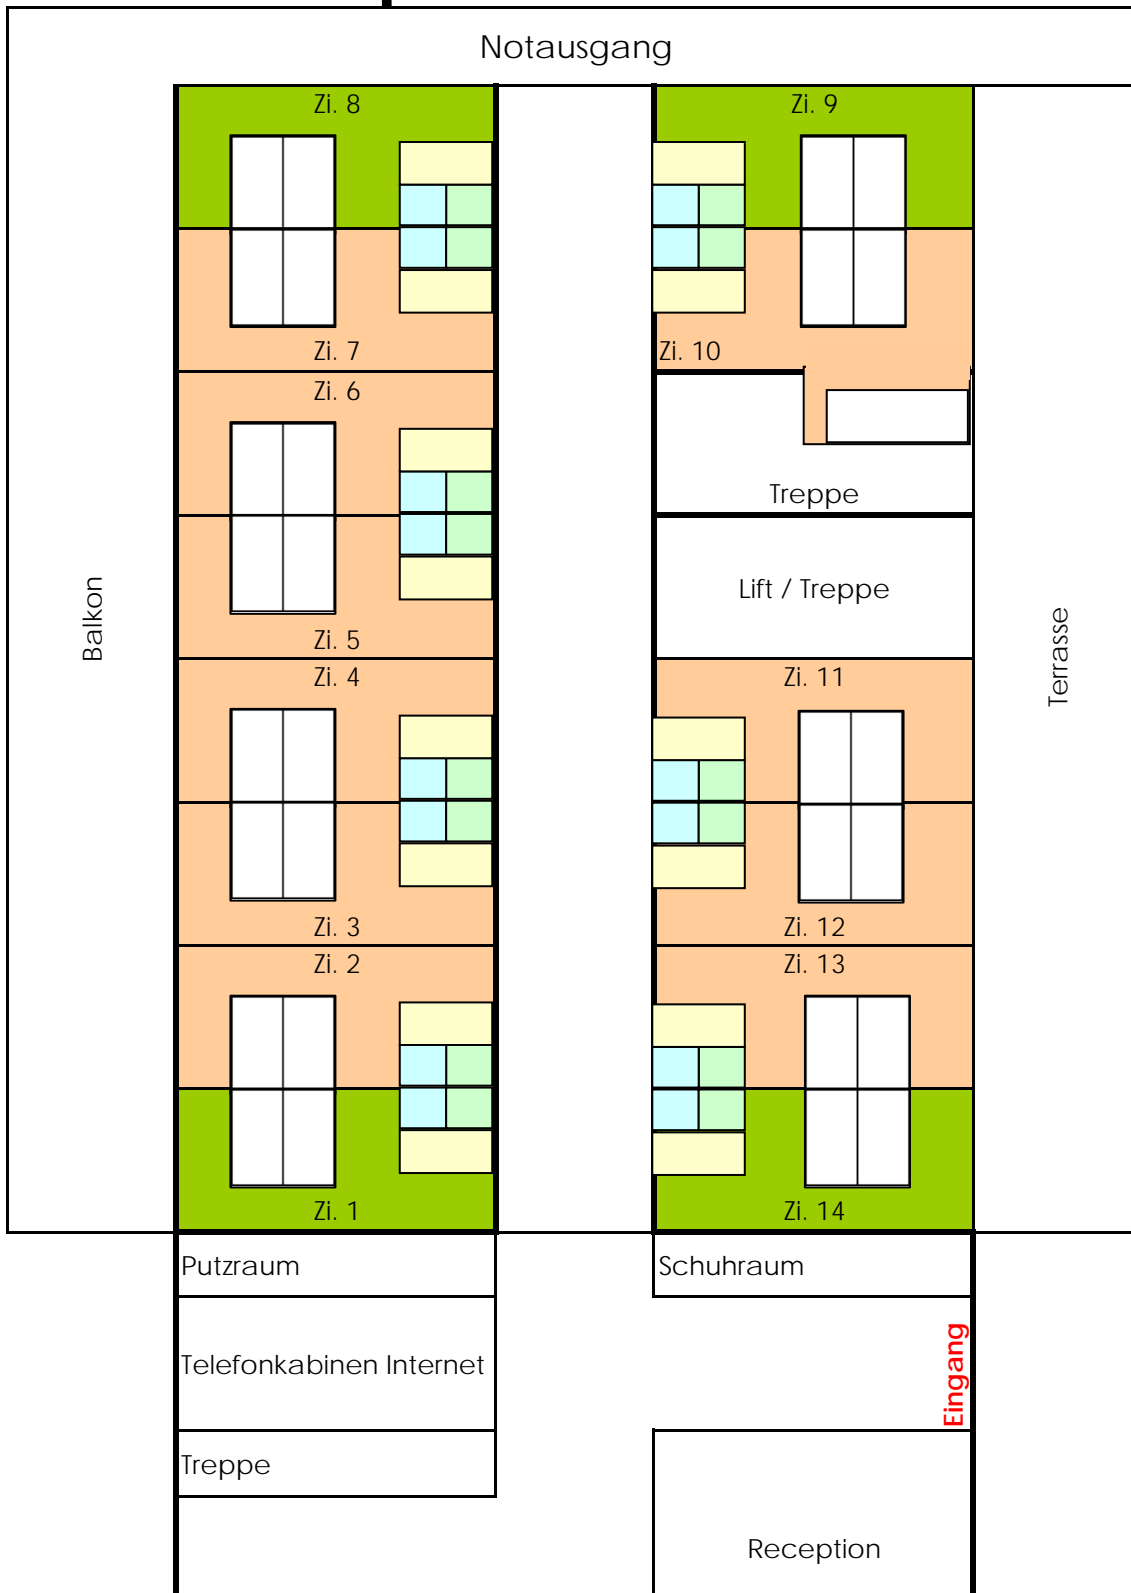 Notausgang
Zi. 8
Zi. 9
Zi. 7
Zi. 10
Zi. 6
Treppe
Lift / Treppe
Balkon
Terrasse
Zi. 5
Zi. 4
Zi. 11
Zi. 3
Zi. 12
Zi. 2
Zi. 13
Zi. 1
Zi. 14
Putzraum
Schuhraum
Telefonkabinen Internet
Eingang
Treppe
Reception